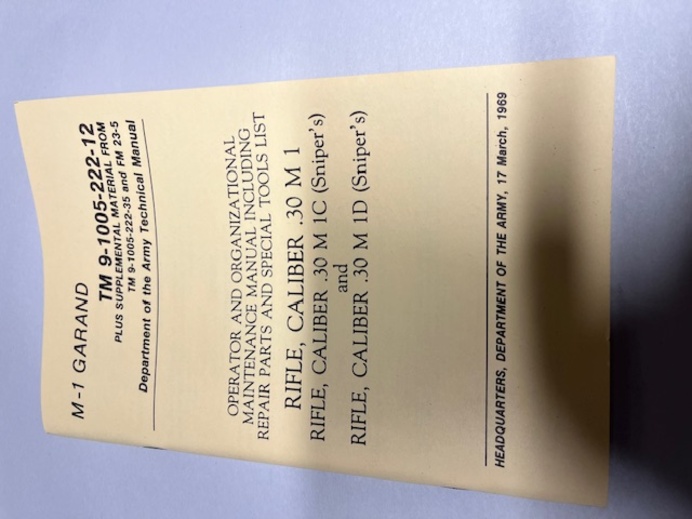 M-1 GARAND
TM 9-1005-222-12
PLUS SUPPLEMENTAL MATERIAL FROM
TM 9-1005-222-35 and FM 23-5
Department of the Army Technical Manual
OPERATOR AND ORGANIZATIONAL
MAINTENANCE MANUAL INCLUDING
REPAIR PARTS AND SPECIAL TOOLS LIST
RIFLE, CALIBER .30 M 1
RIFLE, CALIBER .30 M 1C (Sniper's)
and
RIFLE, CALIBER .30 M 1D (Sniper's)
HEADQUARTERS, DEPARTMENT OF THE ARMY, 17 March, 1969